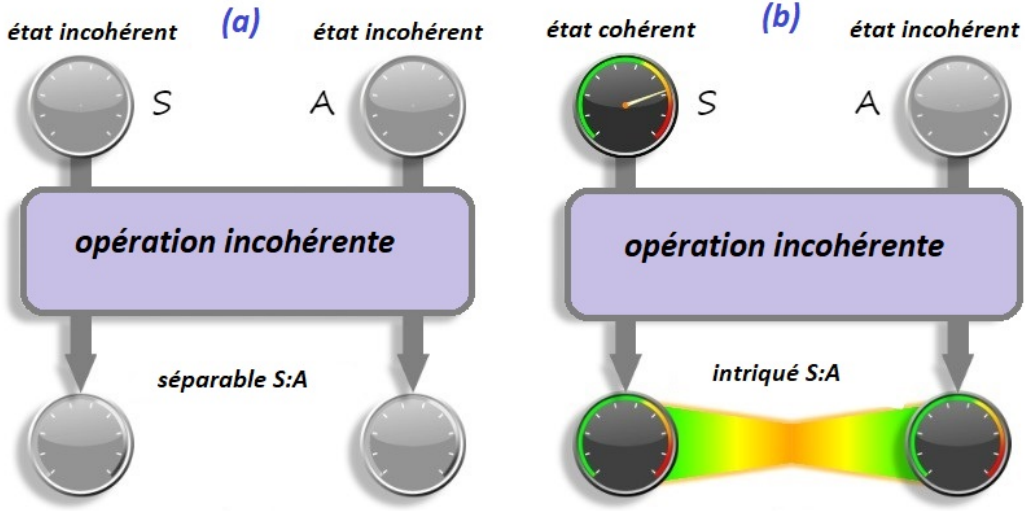 (a)
état incohérent
état incohérent
S
A
opération incohérente
séparable S:A
(b)
état cohérent
état incohérent
S
A
opération incohérente
intriqué S:A